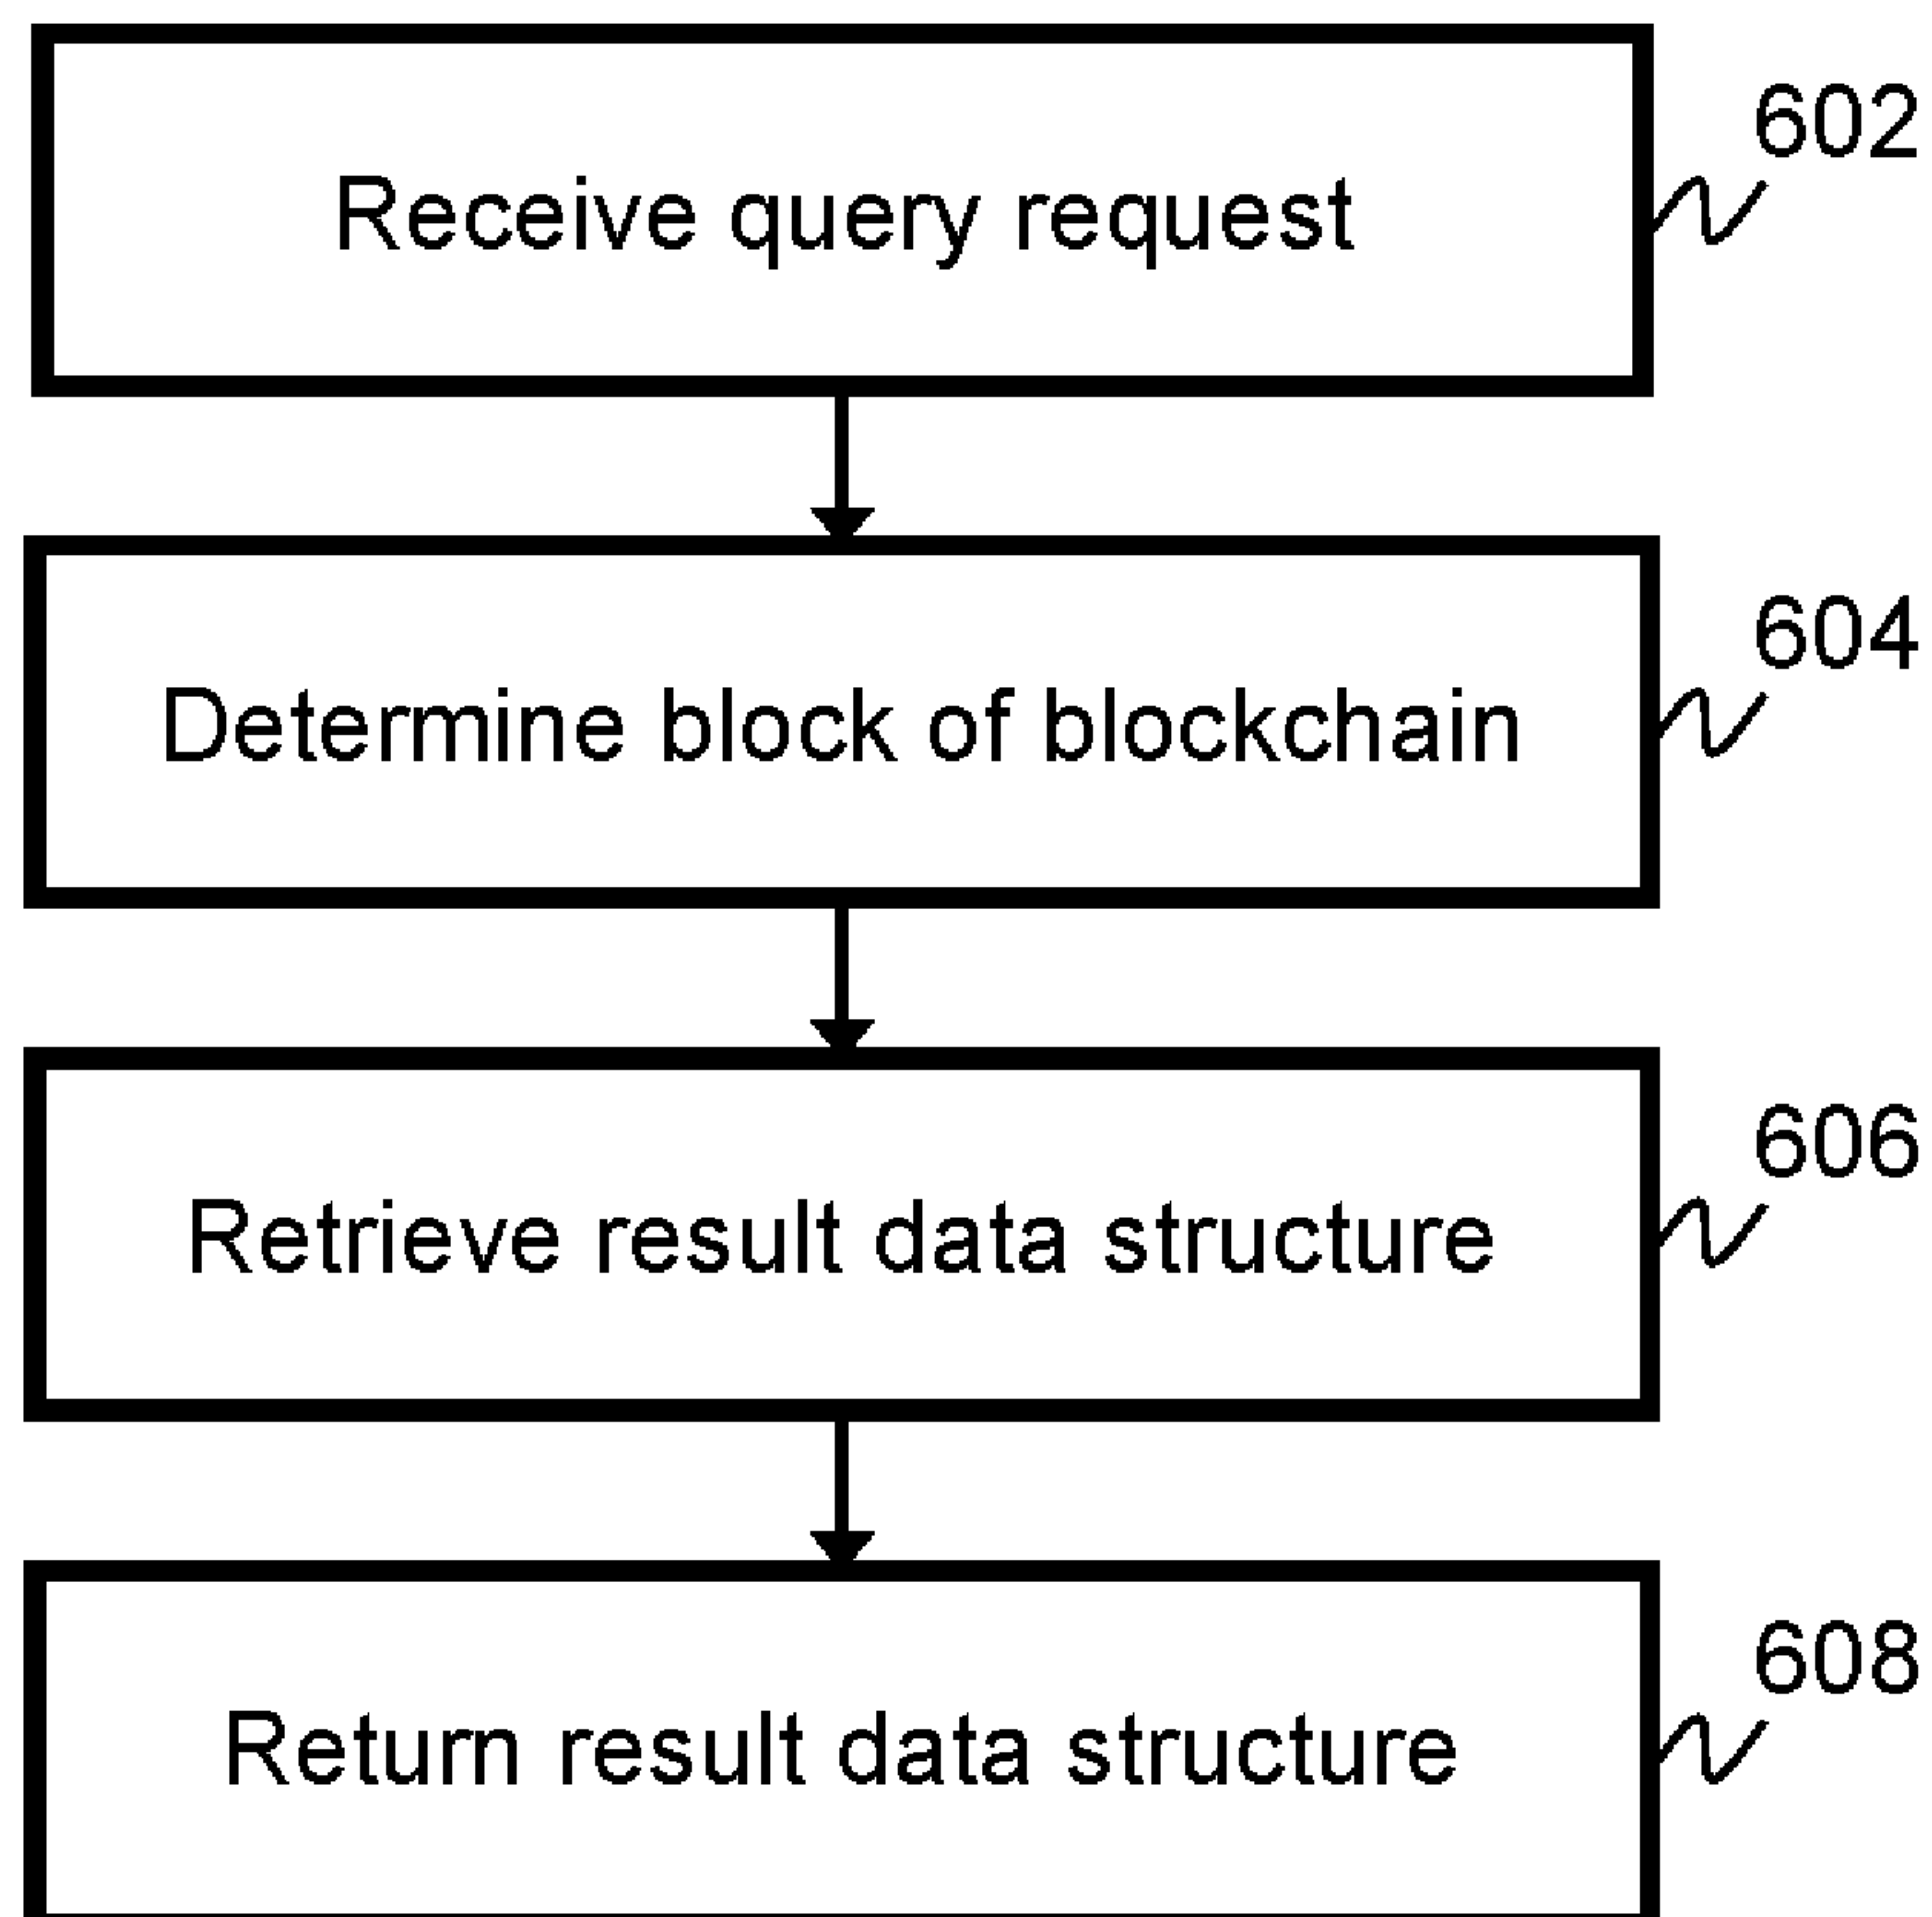 602
Receive query request
604
Determine block of blockchain
606
Retrieve result data structure
608
Return result data structure